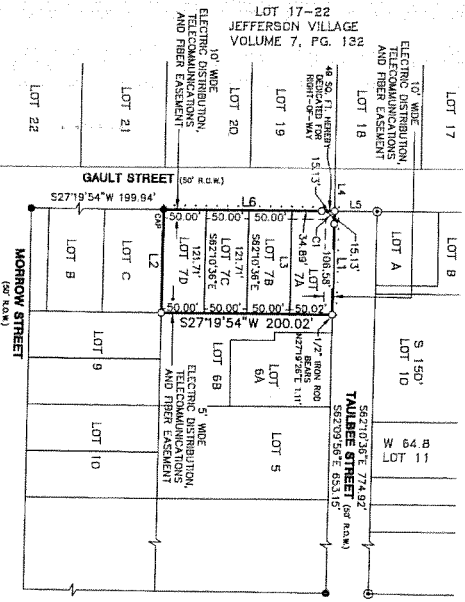 LOT 17-22
JEFFERSON VILLAGE
VOLUME 7, PG. 132
10' WIDE
ELECTRIC DISTRIBUTION,
TELECOMMUNICATIONS
AND FIBER EASEMENT
49 SQ. FT. HEREBY
DEDICATED FOR
RIGHT-OF-WAY
10' WIDE
ELECTRIC DISTRIBUTION,
TELECOMMUNICATIONS
AND FIBER EASEMENT
LOT 22
LOT 21
LOT 20
LOT 19
LOT 18
LOT 17
GAULT STREET (50' R.O.W.)
S27°19'54"W 199.94'
L6
15.13'
L4
L5
CAP
50.00'
50.00'
50.00'
C1
15.13'
LOT B
LOT C
L2
121.71'
LOT 7D
S62°10'36"E
LOT 7C
121.71'
S62°10'36"E
LOT 7B
L3
34.89'
LOT 7A
106.58'
L1
LOT A
LOT B
50.00'
50.00'
50.00'
50.02'
S27°19'54"W 200.02'
1/2" IRON ROD
BEARS
N27°19'26"E 1.11'
MORROW STREET
(50' R.O.W.)
LOT 9
LOT 10
5' WIDE
ELECTRIC DISTRIBUTION,
TELECOMMUNICATIONS
AND FIBER EASEMENT
LOT 6B
LOT 6A
LOT 5
TAULBEE STREET (50' R.O.W.)
S62°10'36"E 774.92'
S62°09'56"E 653.15'
S 150'
LOT 10
W 64.8
LOT 11